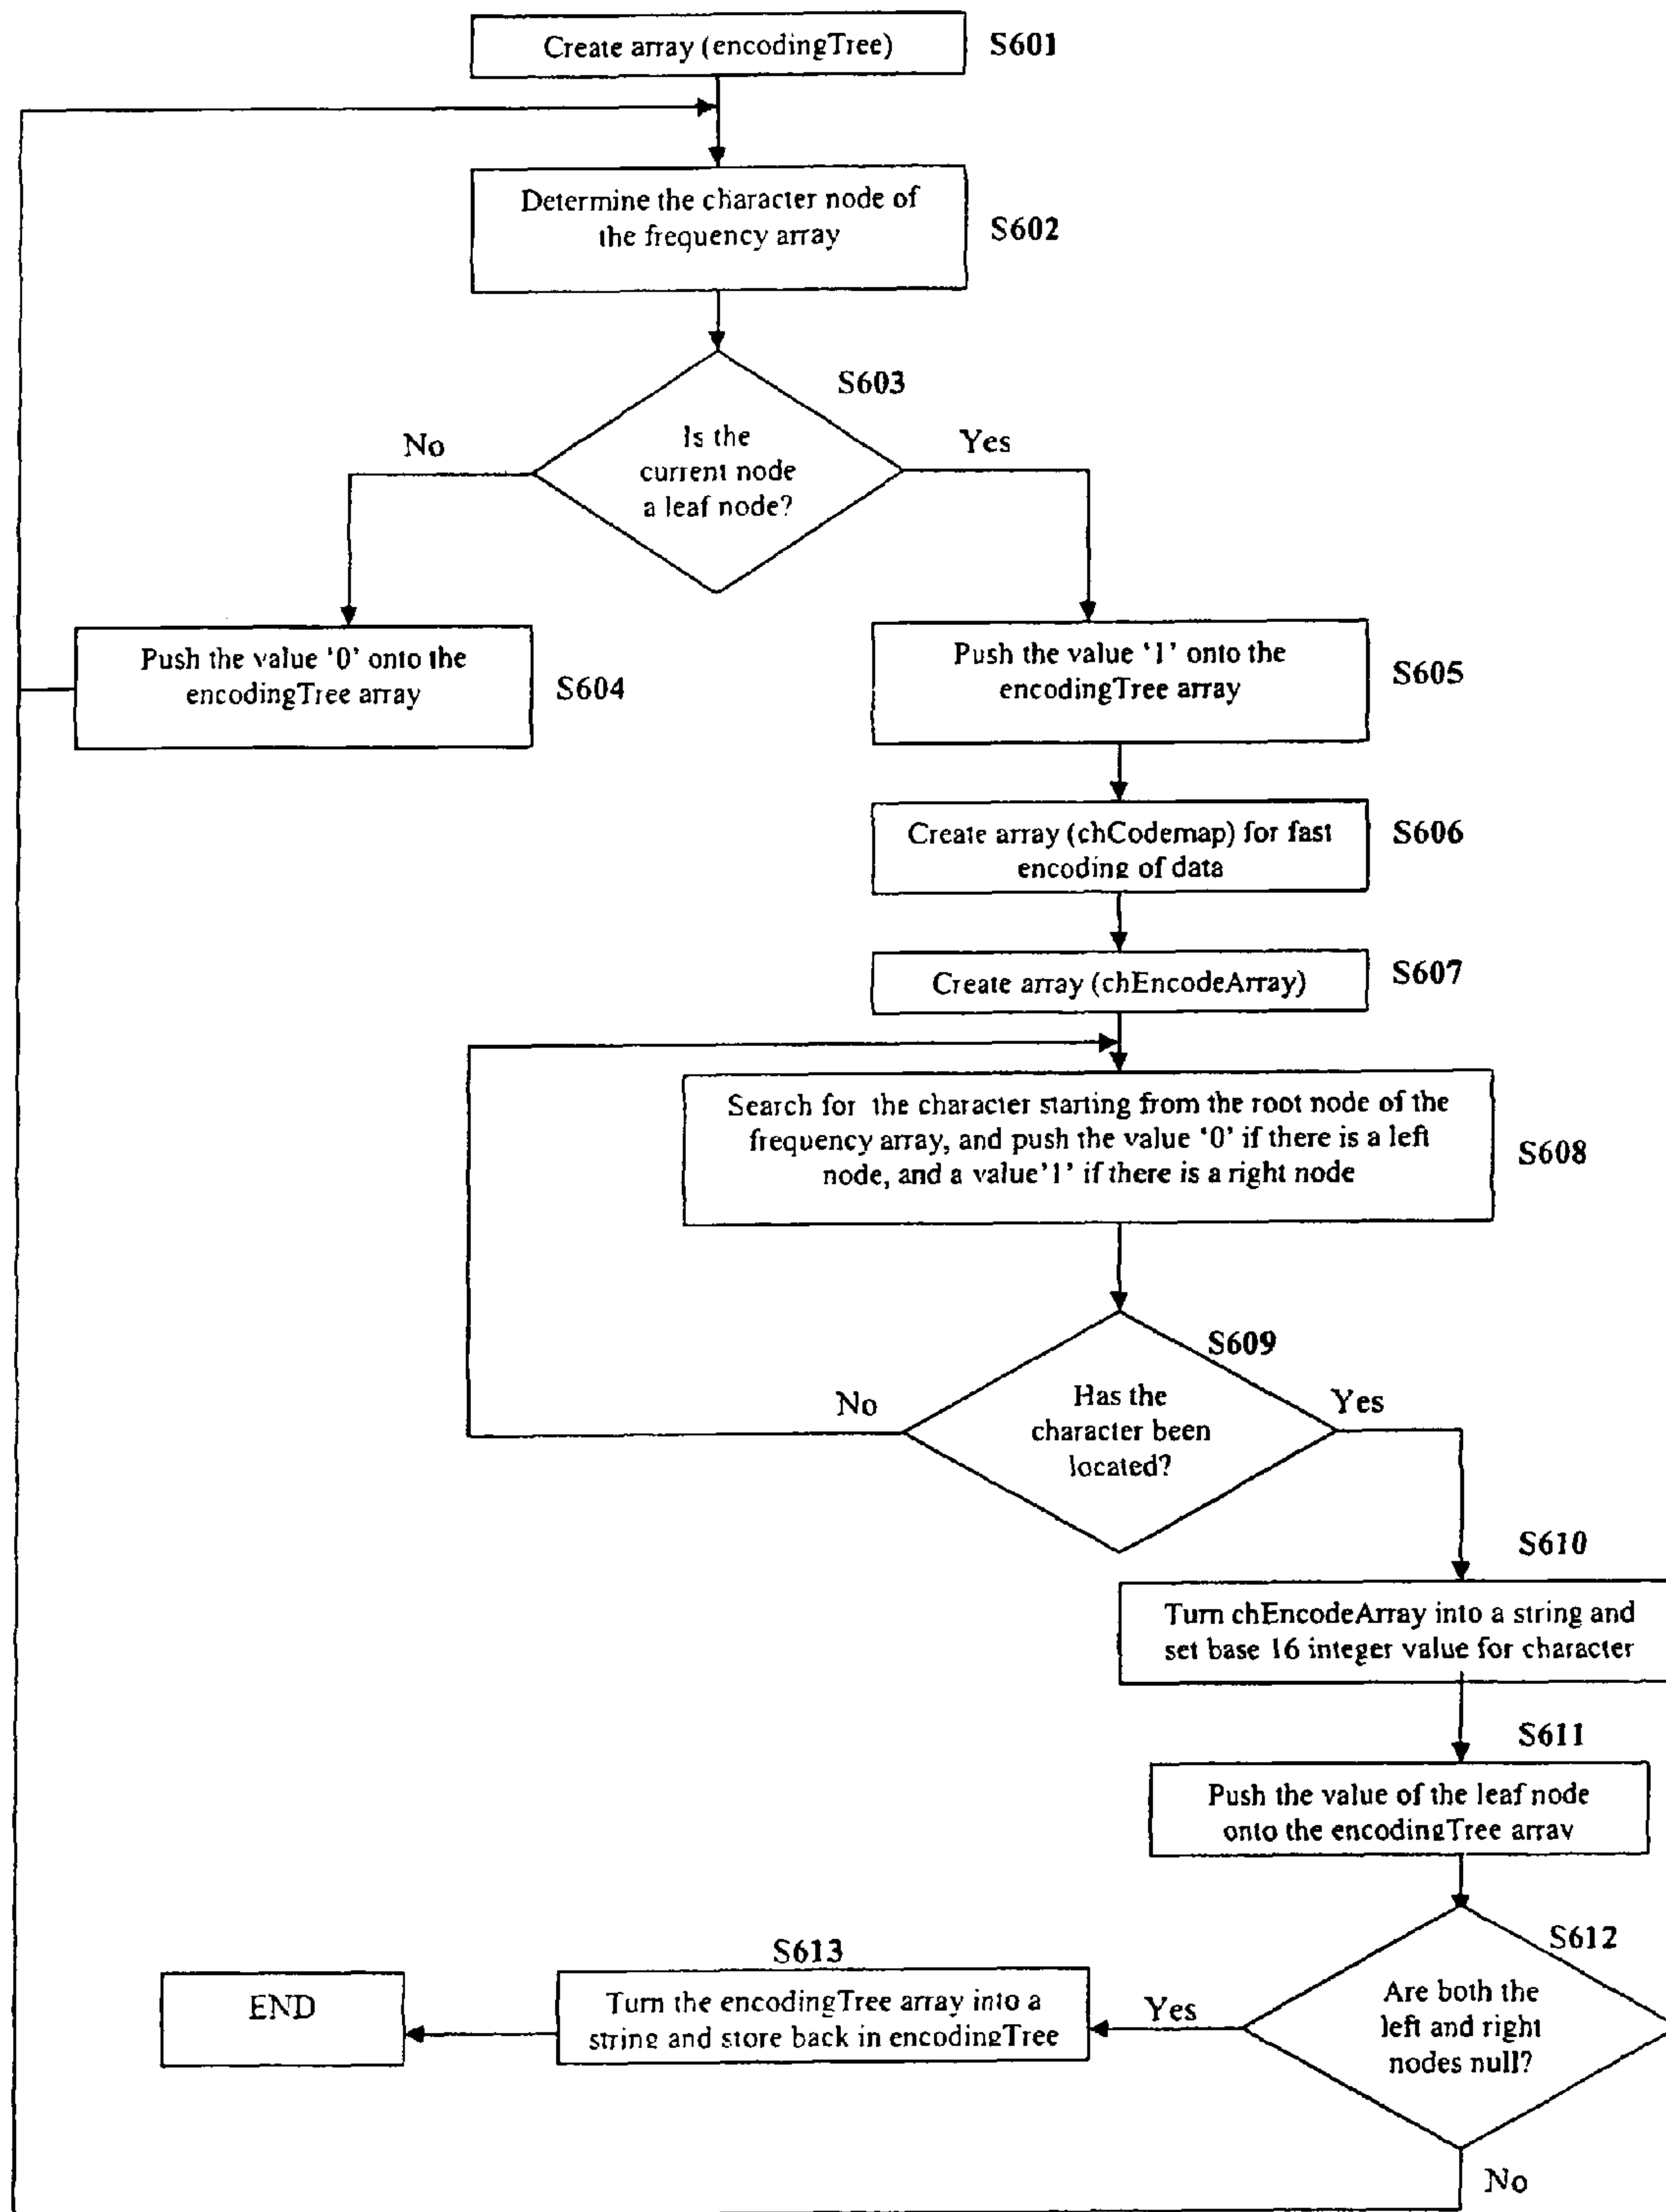 Create array (encodingTree)
S601
Determine the character node of
the frequency array
S602
S603
Is the
current node
a leaf node?
No
Yes
Push the value ‘0’ onto the
encodingTree array
S604
Push the value ‘1’ onto the
encodingTree array
S605
Create array (chCodemap) for fast
encoding of data
S606
Create array (chEncodeArray)
S607
Search for the character starting from the root node of the
frequency array, and push the value ‘0’ if there is a left
node, and a value‘1’ if there is a right node
S608
S609
Has the
character been
located?
No
Yes
S610
Turn chEncodeArray into a string and
set base 16 integer value for character
S611
Push the value of the leaf node
onto the encodingTree array
S612
Are both the
left and right
nodes null?
Yes
No
S613
Turn the encodingTree array into a
string and store back in encodingTree
END